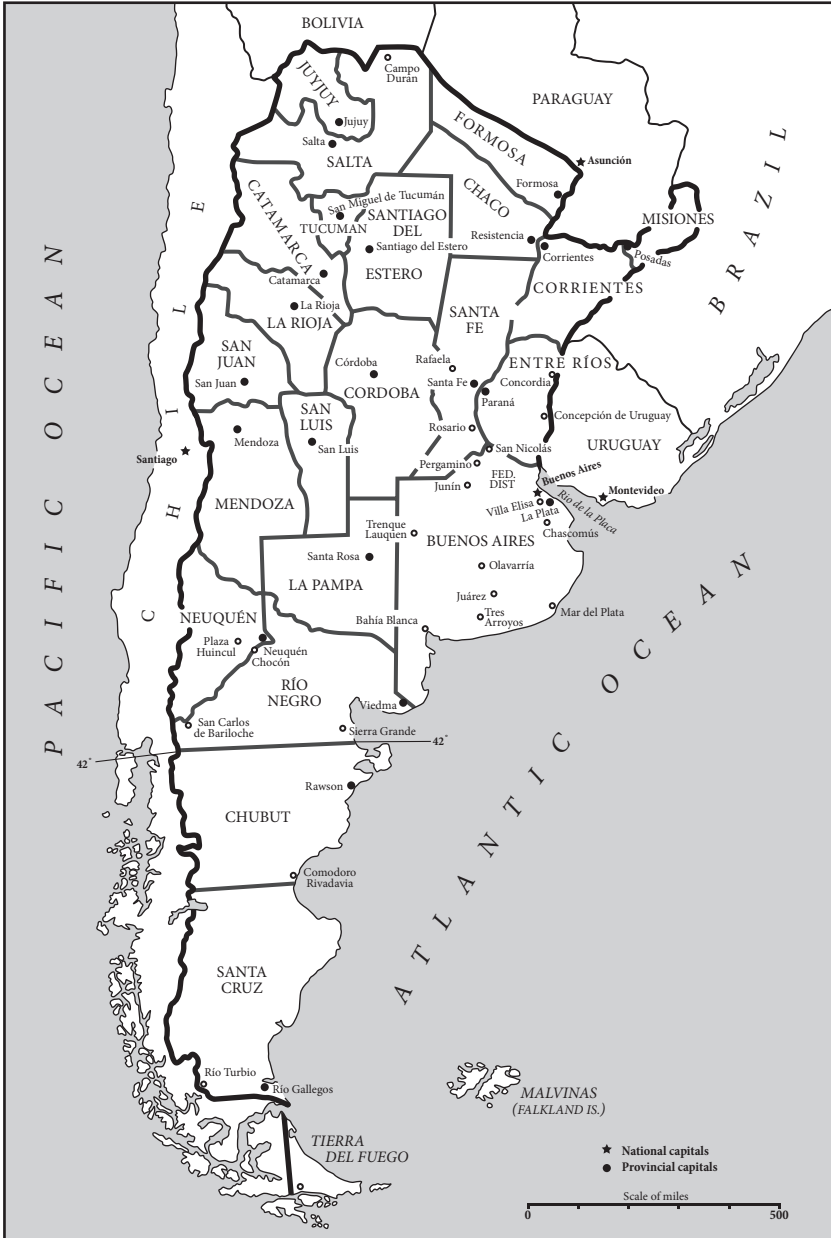 BOLIVIA
Campo
Durán
JUYJUY
PARAGUAY
Jujuy
FORMOSA
Salta
SALTA
Asunción
BRAZIL
CATAMARCA
Formosa
CHACO
San Miguel de Tucumán
TUCUMAN
SANTIAGO
DEL
ESTERO
MISIONES
Resistencia
Santiago del Estero
Corrientes
Posadas
Catamarca
CORRIENTES
La Rioja
LA RIOJA
SANTA
FE
SAN
JUAN
San Juan
Córdoba
CORDOBA
Rafaela
ENTRE RÍOS
Concordia
Santa Fe
Paraná
SAN
LUIS
Concepción de Uruguay
Mendoza
Rosario
San Luis
URUGUAY
Santiago
San Nicolás
Pergamino
FED.
DIST
Buenos Aires
Junín
MENDOZA
Montevideo
Río de la Placa
Villa Elisa
La Plata
Trenque
Lauquen
Chascomús
BUENOS AIRES
Santa Rosa
LA PAMPA
Olavarría
Juárez
Mar del Plata
Tres
Arroyos
Bahía Blanca
CHILE
NEUQUÉN
Plaza
Huincul
Neuquén
Chocón
RÍO
NEGRO
Viedma
San Carlos
de Bariloche
Sierra Grande
42°
42°
PACIFIC OCEAN
ATLANTIC OCEAN
Rawson
CHUBUT
Comodoro
Rivadavia
SANTA
CRUZ
Río Turbio
Río Gallegos
MALVINAS
(FALKLAND IS.)
TIERRA
DEL FUEGO
National capitals
Provincial capitals
Scale of miles
0
500